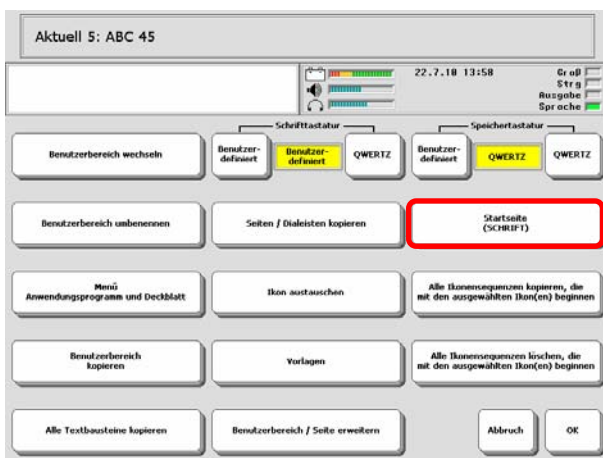 Aktuell 5: ABC 45
22.7.10 13:58
Groß
Strg
Ausgabe
Sprache
Schrifttastatur
Speichertastatur
Benutzerbereich wechseln
Benutzer-
definiert
Benutzer-
definiert
QWERTZ
Benutzer-
definiert
QWERTZ
QWERTZ
Benutzerbereich umbenennen
Seiten / Dialeisten kopieren
Startseite
(SCHRIFT)
Menü
Anwendungsprogramm und Deckblatt
Ikon austauschen
Alle Ikonensequenzen kopieren, die
mit den ausgewählten Ikon(en) beginnen
Benutzerbereich
kopieren
Vorlagen
Alle Ikonensequenzen löschen, die
mit den ausgewählten Ikon(en) beginnen
Alle Textbausteine kopieren
Benutzerbereich / Seite erweitern
Abbruch
OK